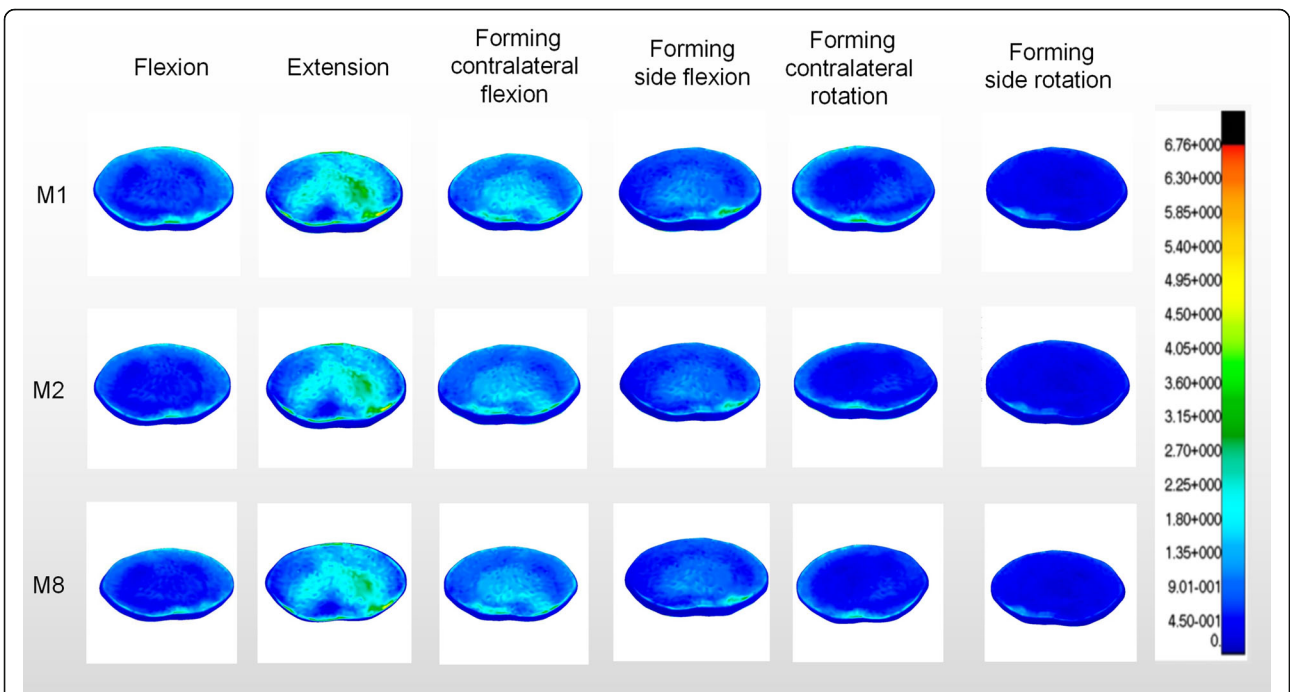 Flexion
Extension
Forming
contralateral
flexion
Forming
side flexion
Forming
contralateral
rotation
Forming
side rotation
M1
M2
M8
6.76+000
6.30+000
5.85+000
5.40+000
4.95+000
4.50+000
4.05+000
3.60+000
3.15+000
2.70+000
2.25+000
1.80+000
1.35+000
9.01-001
4.50-001
0.